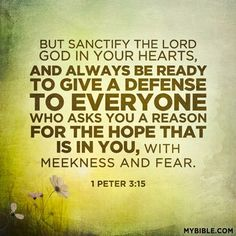 BUT SANCTIFY THE LORD
GOD IN YOUR HEARTS,
AND ALWAYS BE READY
TO GIVE A DEFENSE
TO EVERYONE
WHO ASKS YOU A REASON
FOR THE HOPE THAT
IS IN YOU, WITH
MEEKNESS AND FEAR.
1 PETER 3:15
MYBIBLE.COM